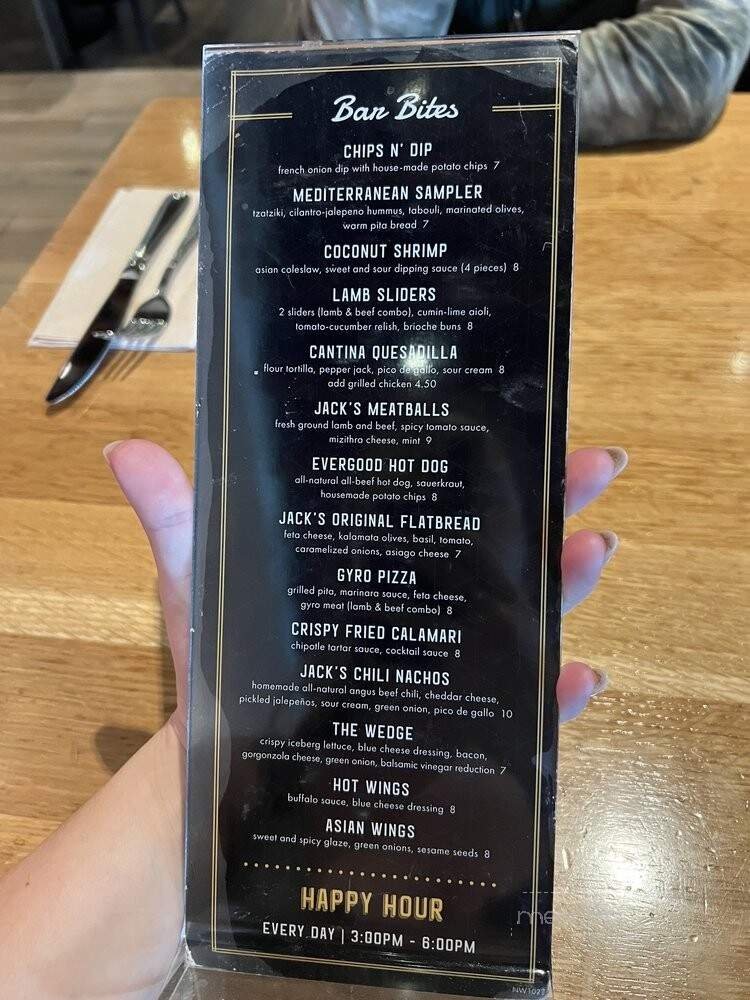 Bar Bites
CHIPS N' DIP
french onion dip with house-made potato chips 7
MEDITERRANEAN SAMPLER
tzatziki, cilantro-jalepeno hummus, tabouli, marinated olives,
warm pita bread 7
COCONUT SHRIMP
asian coleslaw, sweet and sour dipping sauce (4 pieces) 8
LAMB SLIDERS
2 sliders (lamb & beef combo), cumin-lime aioli,
tomato-cucumber relish, brioche buns 8
CANTINA QUESADILLA
flour tortilla, pepper jack, pico de gallo, sour cream 8
add grilled chicken 4.50
JACK'S MEATBALLS
fresh ground lamb and beef, spicy tomato sauce,
mizithra cheese, mint 9
EVERGOOD HOT DOG
all-natural all-beef hot dog, sauerkraut,
housemade potato chips 8
JACK'S ORIGINAL FLATBREAD
feta cheese, kalamata olives, basil, tomato,
caramelized onions, asiago cheese 7
GYRO PIZZA
grilled pita, marinara sauce, feta cheese,
gyro meat (lamb & beef combo) 8
CRISPY FRIED CALAMARI
chipotle tartar sauce, cocktail sauce 8
JACK'S CHILI NACHOS
homemade all-natural angus beef chili, cheddar cheese,
pickled jalepeños, sour cream, green onion, pico de gallo 10
THE WEDGE
crispy iceberg lettuce, blue cheese dressing, bacon,
gorgonzola cheese, green onion, balsamic vinegar reduction 7
HOT WINGS
buffalo sauce, blue cheese dressing 8
ASIAN WINGS
sweet and spicy glaze, green onions, sesame seeds 8
HAPPY HOUR
EVERY DAY | 3:00PM - 6:00PM